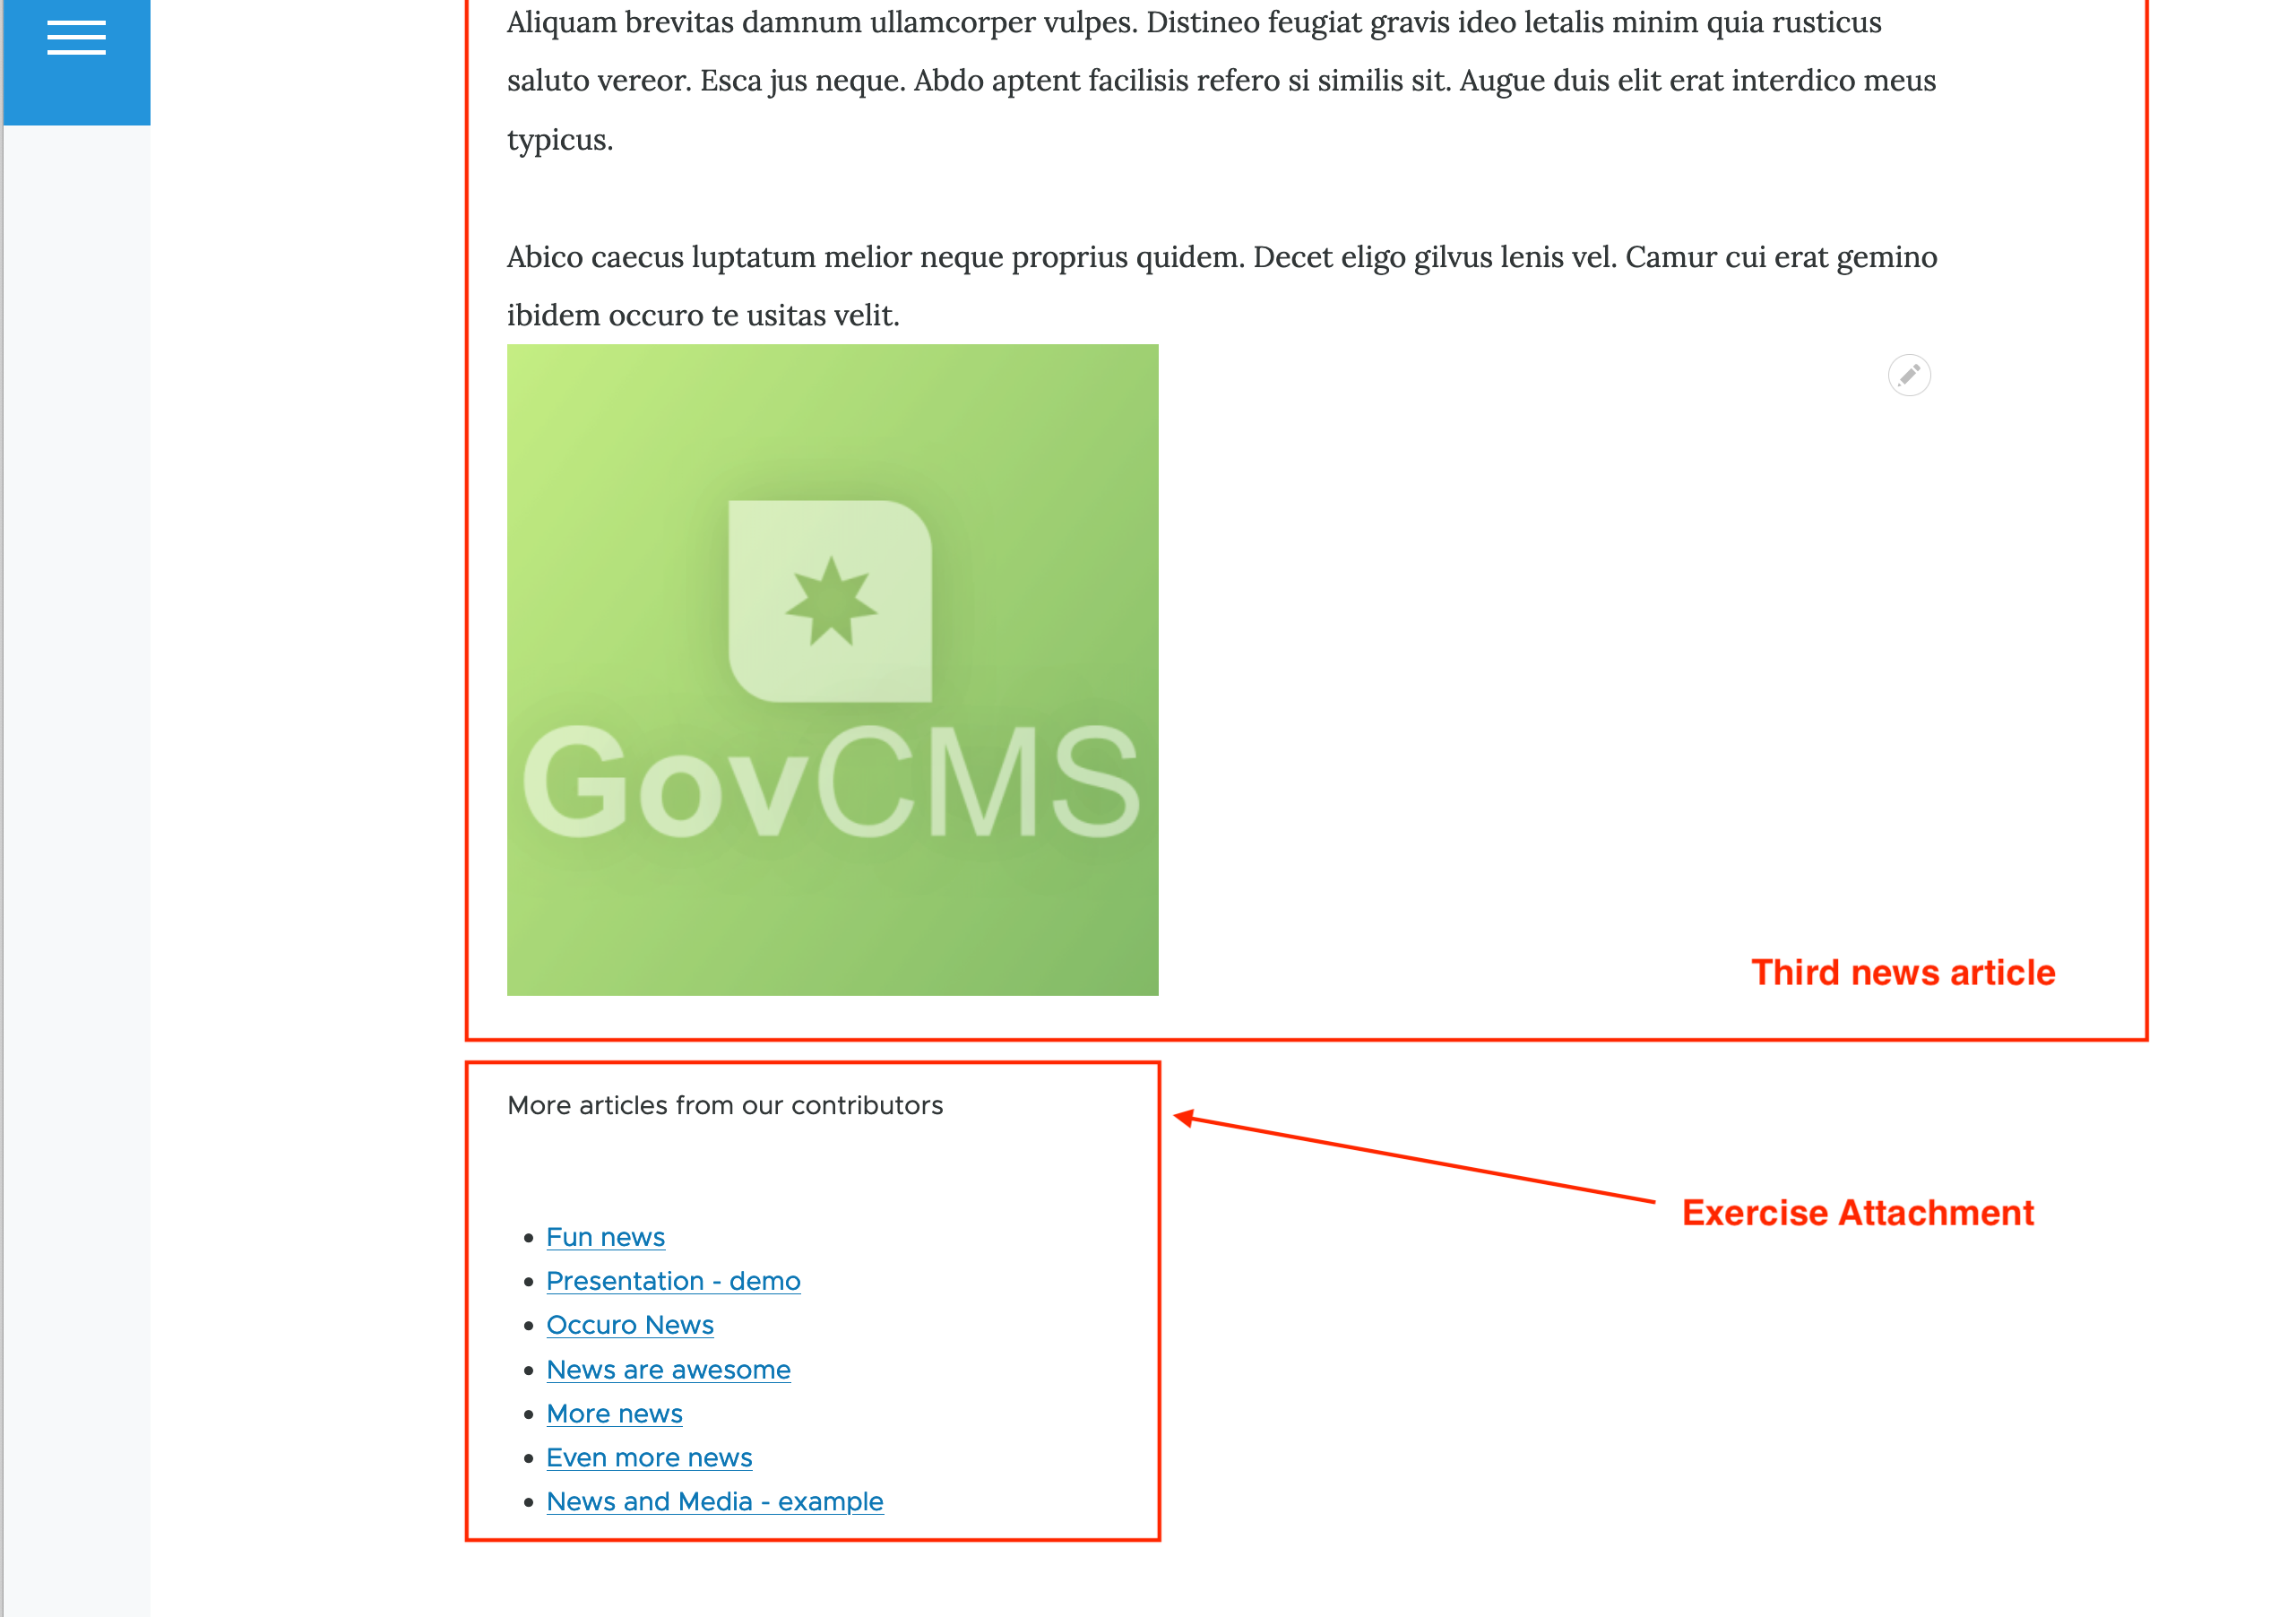 Aliquam brevitas damnum ullamcorper vulpes. Distineo feugiat gravis ideo letalis minim quia rusticus
saluto vereor. Esca jus neque. Abdo aptent facilisis refero si similis sit. Augue duis elit erat interdico meus
typicus.
Abico caecus luptatum melior neque proprius quidem. Decet eligo gilvus lenis vel. Camur cui erat gemino
ibidem occuro te usitas velit.
GovCMS
Third news article
More articles from our contributors
Exercise Attachment
Fun news
Presentation - demo
Occuro News
News are awesome
More news
Even more news
News and Media - example